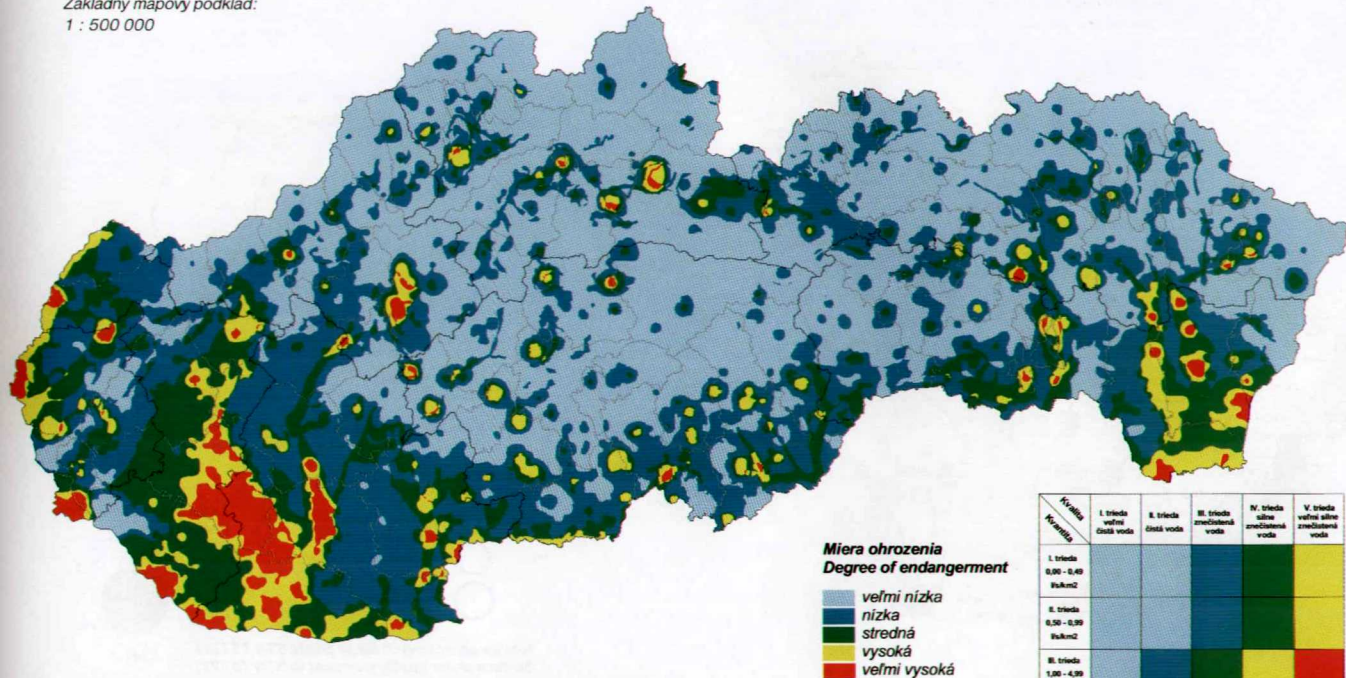 Základný mapový podklad:
1 : 500 000
Miera ohrozenia
Degree of endangerment
veľmi nízka
nízka
stredná
vysoká
veľmi vysoká
Kvalita
Kvantita
I. trieda
veľmi
čistá voda
II. trieda
čistá voda
III. trieda
znečistená
voda
IV. trieda
silne
znečistená
voda
V. trieda
veľmi silne
znečistená
voda
I. trieda
0,00 - 0,49
l/s/km2
II. trieda
0,50 - 0,99
l/s/km2
III. trieda
1,00 - 4,99